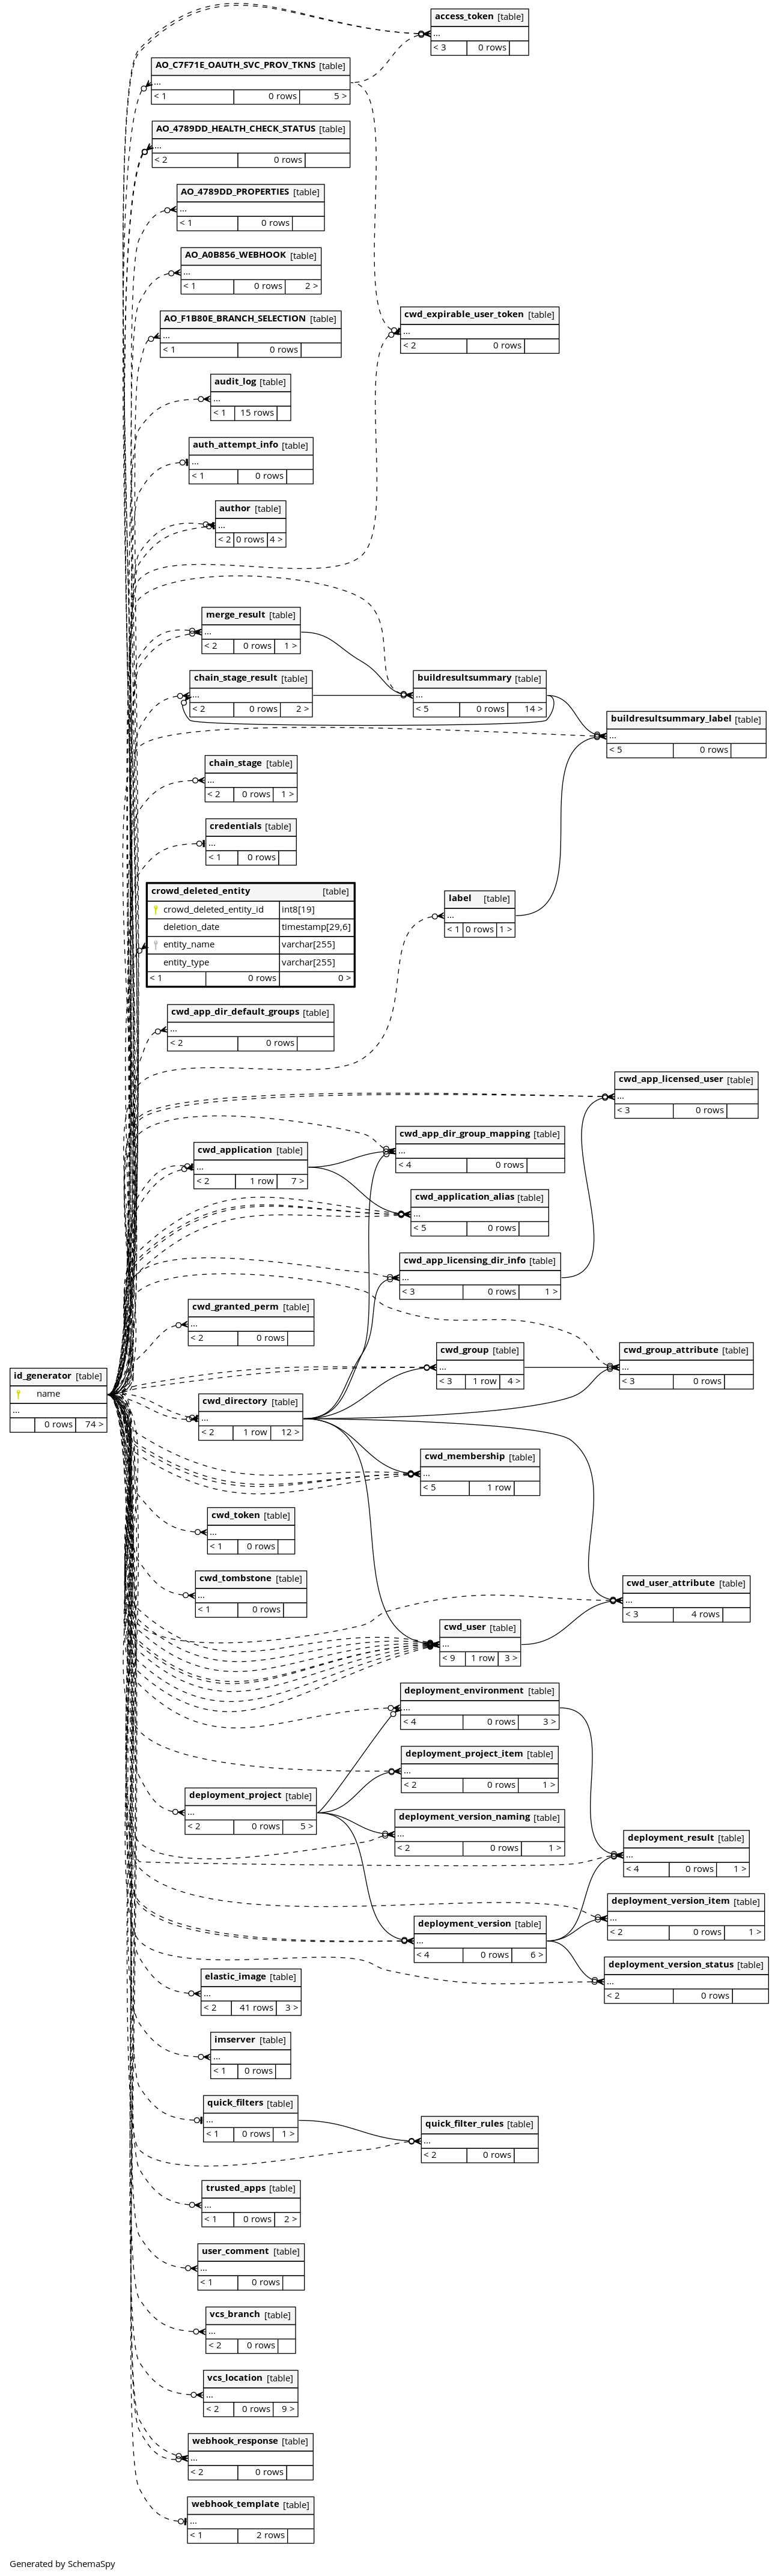 access_token [table]
...
< 3 0 rows
AO_C7F71E_OAUTH_SVC_PROV_TKNS [table]
...
< 1 0 rows 5 >
AO_4789DD_HEALTH_CHECK_STATUS [table]
...
< 2 0 rows
AO_4789DD_PROPERTIES [table]
...
< 1 0 rows
AO_A0B856_WEBHOOK [table]
...
< 1 0 rows 2 >
AO_F1B80E_BRANCH_SELECTION [table]
...
< 1 0 rows
cwd_expirable_user_token [table]
...
< 2 0 rows
audit_log [table]
...
< 1 15 rows
auth_attempt_info [table]
...
< 1 0 rows
author [table]
...
< 2 0 rows 4 >
merge_result [table]
...
< 2 0 rows 1 >
chain_stage_result [table]
...
< 2 0 rows 2 >
buildresultsummary [table]
...
< 5 0 rows 14 >
buildresultsummary_label [table]
...
< 5 0 rows
chain_stage [table]
...
< 2 0 rows 1 >
credentials [table]
...
< 1 0 rows
crowd_deleted_entity [table]
crowd_deleted_entity_id int8[19]
deletion_date timestamp[29,6]
entity_name varchar[255]
entity_type varchar[255]
< 1 0 rows 0 >
label [table]
...
< 1 0 rows 1 >
cwd_app_dir_default_groups [table]
...
< 2 0 rows
cwd_app_licensed_user [table]
...
< 3 0 rows
cwd_app_dir_group_mapping [table]
...
< 4 0 rows
cwd_application [table]
...
< 2 1 row 7 >
cwd_application_alias [table]
...
< 5 0 rows
cwd_app_licensing_dir_info [table]
...
< 3 0 rows 1 >
cwd_granted_perm [table]
...
< 2 0 rows
cwd_group [table]
...
< 3 1 row 4 >
cwd_group_attribute [table]
...
< 3 0 rows
id_generator [table]
name
...
0 rows 74 >
cwd_directory [table]
...
< 2 1 row 12 >
cwd_membership [table]
...
< 5 1 row
cwd_token [table]
...
< 1 0 rows
cwd_tombstone [table]
...
< 1 0 rows
cwd_user_attribute [table]
...
< 3 4 rows
cwd_user [table]
...
< 9 1 row 3 >
deployment_environment [table]
...
< 4 0 rows 3 >
deployment_project_item [table]
...
< 2 0 rows 1 >
deployment_project [table]
...
< 2 0 rows 5 >
deployment_version_naming [table]
...
< 2 0 rows 1 >
deployment_result [table]
...
< 4 0 rows 1 >
deployment_version_item [table]
...
< 2 0 rows 1 >
deployment_version [table]
...
< 4 0 rows 6 >
deployment_version_status [table]
...
< 2 0 rows
elastic_image [table]
...
< 2 41 rows 3 >
imserver [table]
...
< 1 0 rows
quick_filters [table]
...
< 1 0 rows 1 >
quick_filter_rules [table]
...
< 2 0 rows
trusted_apps [table]
...
< 1 0 rows 2 >
user_comment [table]
...
< 1 0 rows
vcs_branch [table]
...
< 2 0 rows
vcs_location [table]
...
< 2 0 rows 9 >
webhook_response [table]
...
< 2 0 rows
webhook_template [table]
...
< 1 2 rows
Generated by SchemaSpy